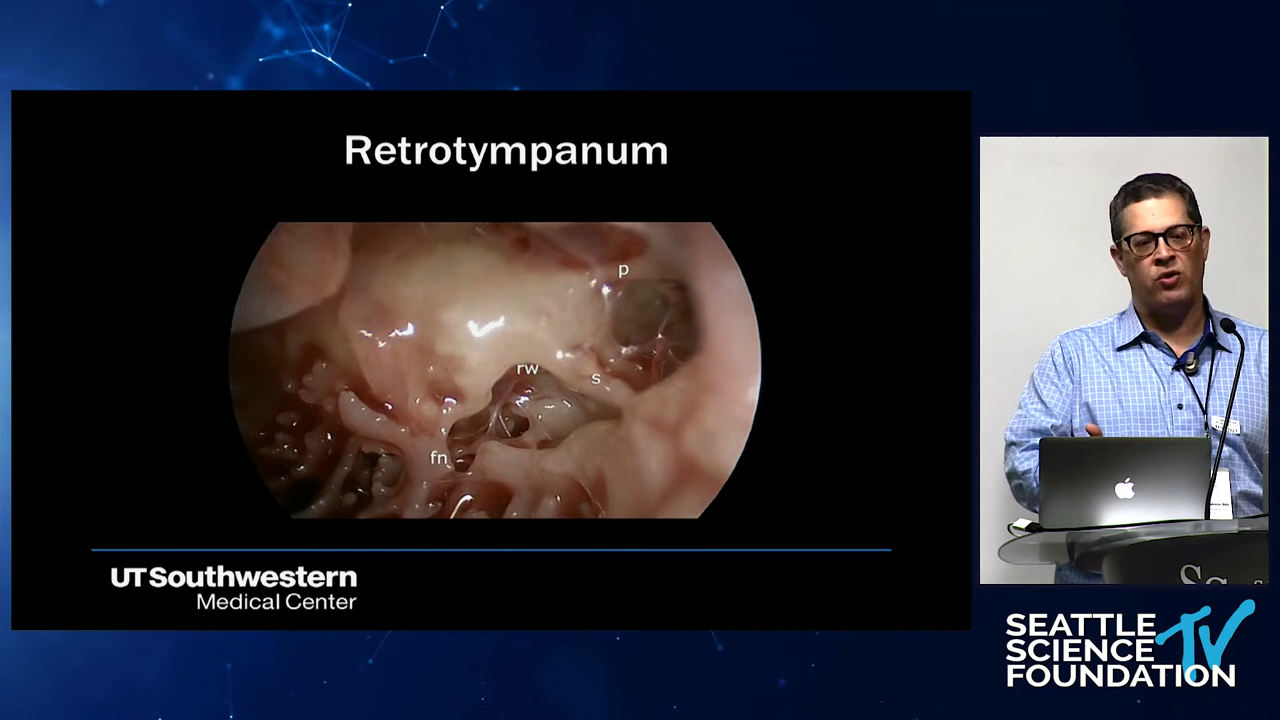 Retrotympanum
p
rw
s
fn
UTSouthwestern
Medical Center
SEATTLE
SCIENCE TV
FOUNDATION